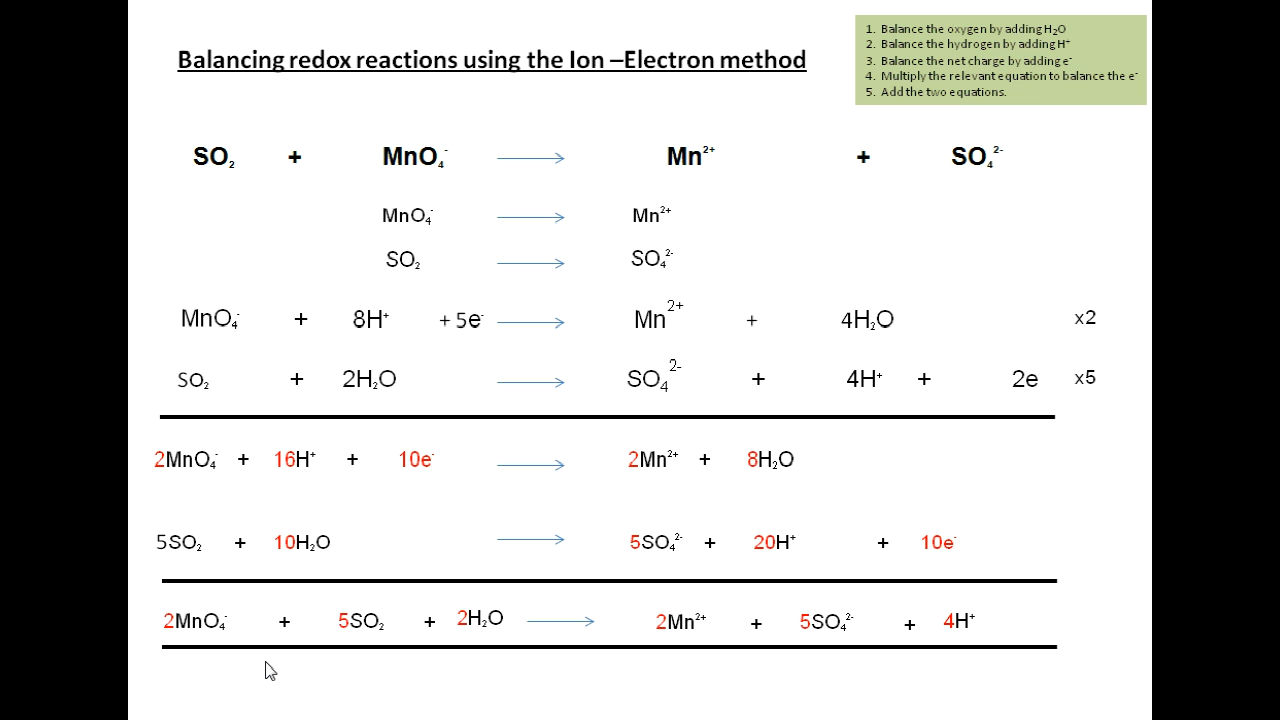 Balancing redox reactions using the Ion –Electron method
1. Balance the oxygen by adding H₂O
2. Balance the hydrogen by adding H⁺
3. Balance the net charge by adding e⁻
4. Multiply the relevant equation to balance the e⁻
5. Add the two equations.
SO₂ + MnO₄⁻ → Mn²⁺ + SO₄²⁻
MnO₄⁻ → Mn²⁺
SO₂ → SO₄²⁻
MnO₄⁻ + 8H⁺ + 5e⁻ → Mn²⁺ + 4H₂O x2
SO₂ + 2H₂O → SO₄²⁻ + 4H⁺ + 2e x5
2MnO₄⁻ + 16H⁺ + 10e⁻ → 2Mn²⁺ + 8H₂O
5SO₂ + 10H₂O → 5SO₄²⁻ + 20H⁺ + 10e⁻
2MnO₄⁻ + 5SO₂ + 2H₂O → 2Mn²⁺ + 5SO₄²⁻ + 4H⁺